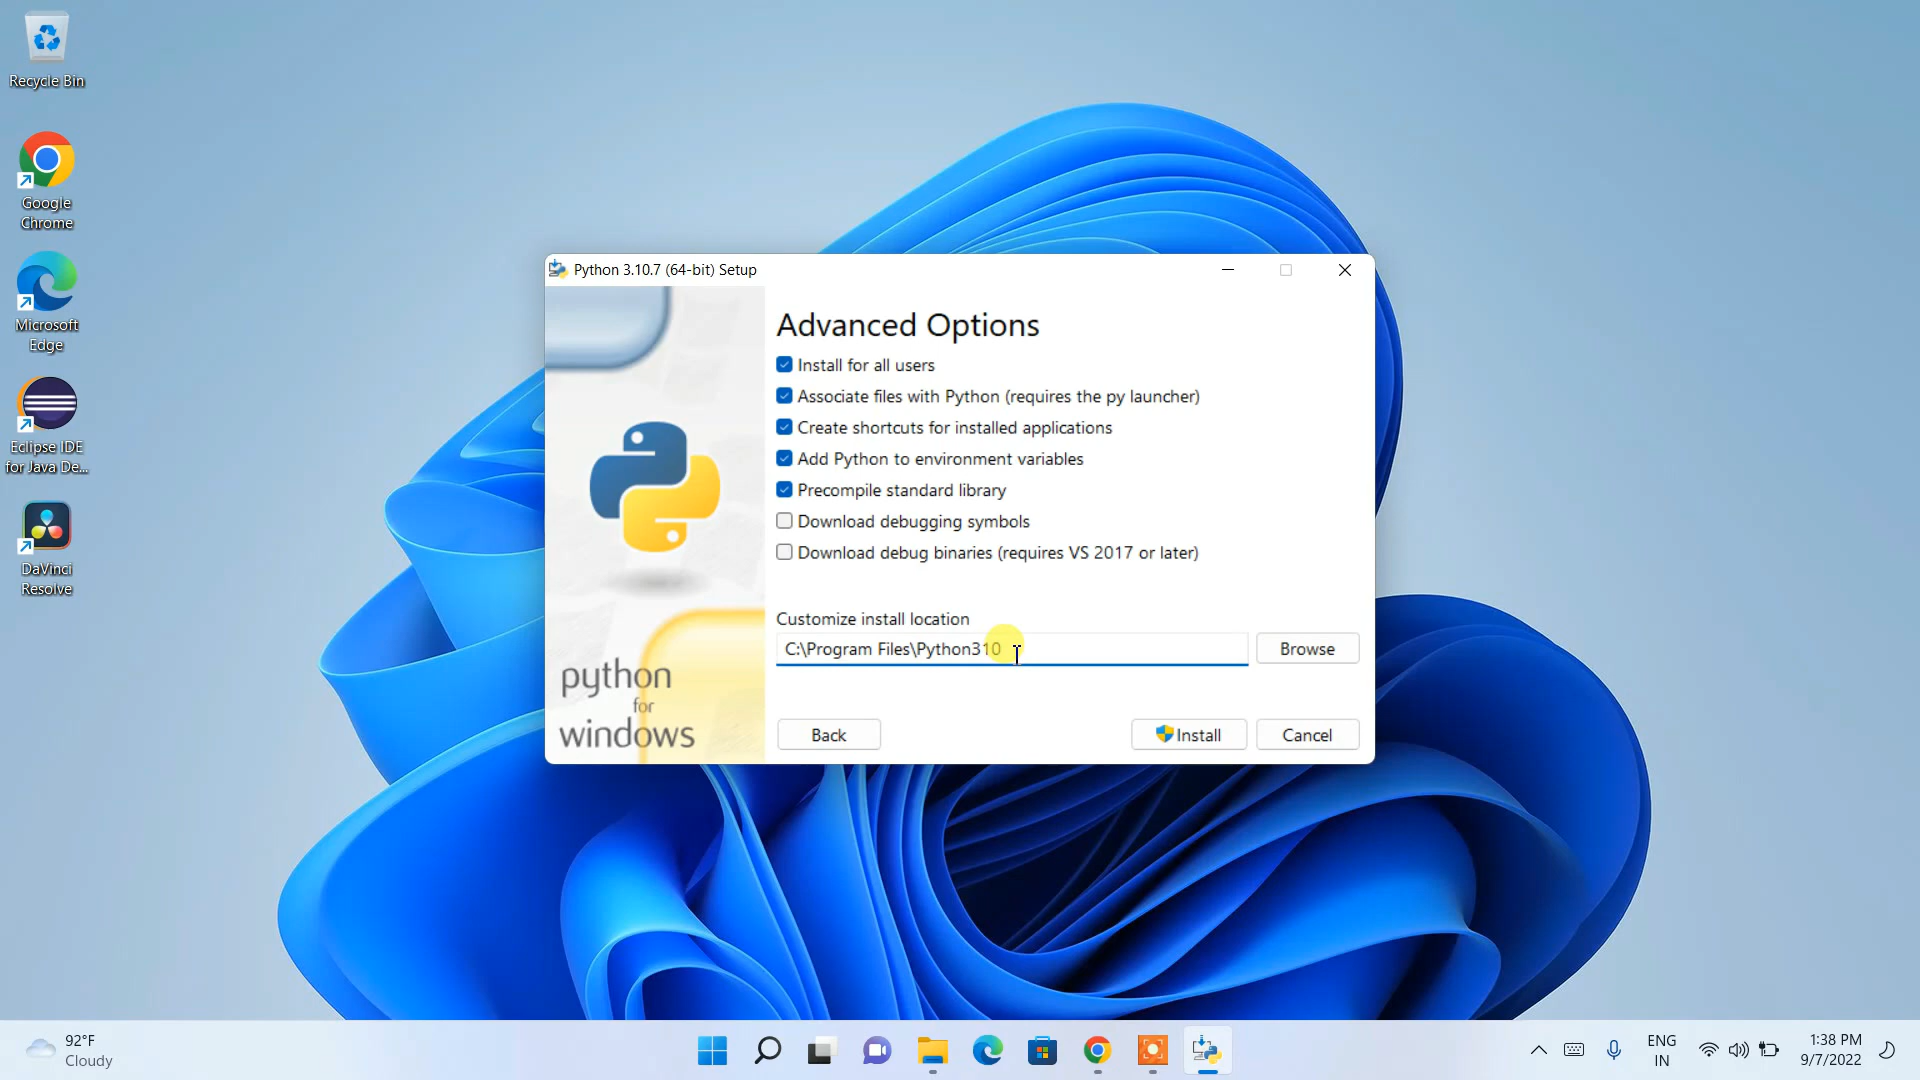 Recycle Bin
Google
Chrome
Microsoft
Edge
Eclipse IDE
for Java De...
DaVinci
Resolve
Python 3.10.7 (64-bit) Setup
Advanced Options
Install for all users
Associate files with Python (requires the py launcher)
Create shortcuts for installed applications
Add Python to environment variables
Precompile standard library
Download debugging symbols
Download debug binaries (requires VS 2017 or later)
Customize install location
C:\Program Files\Python310
Browse
python
for
windows
Back
Install
Cancel
92°F
Cloudy
ENG
IN
1:38 PM
9/7/2022